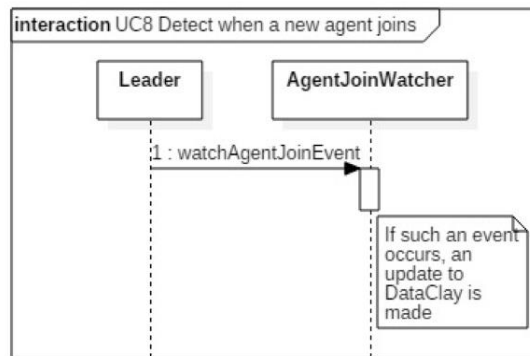 interaction UC8 Detect when a new agent joins
Leader
AgentJoinWatcher
1 : watchAgentJoinEvent
If such an event
occurs, an
update to
DataClay is
made